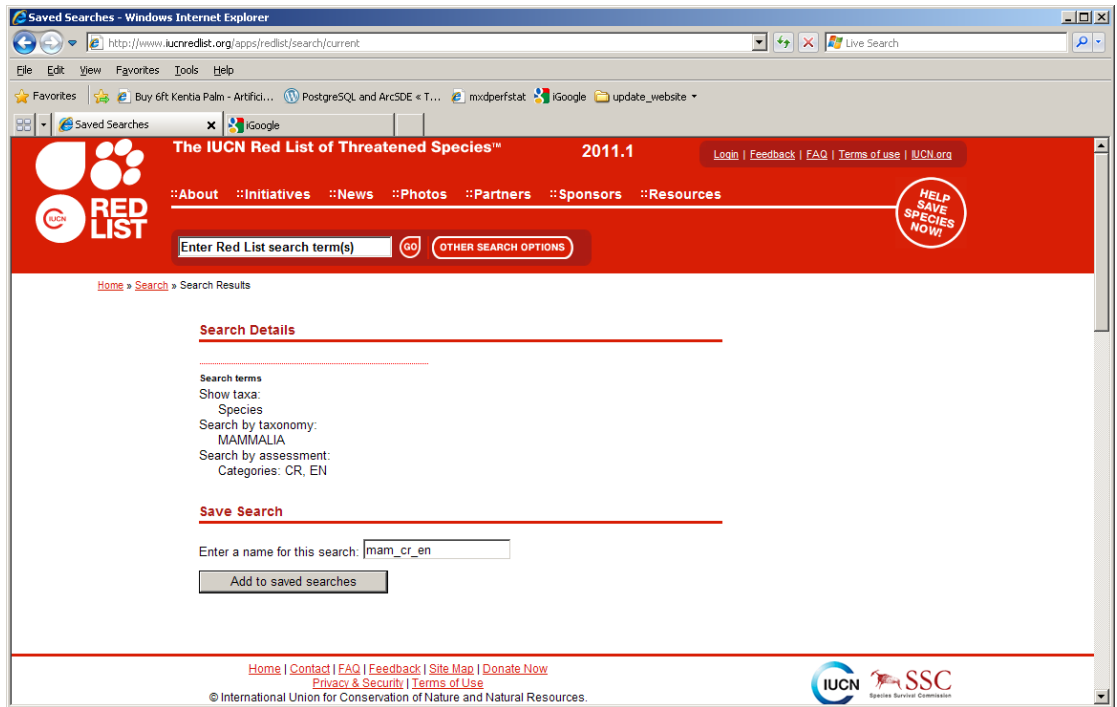 Saved Searches - Windows Internet Explorer
http://www.iucnredlist.org/apps/redlist/search/current
Live Search
File Edit View Favorites Tools Help
Favorites Buy 6ft Kentia Palm - Artifici... PostgreSQL and ArcSDE « T... mxdperfstat iGoogle update_website
Saved Searches iGoogle
The IUCN Red List of Threatened Species™ 2011.1
Login | Feedback | FAQ | Terms of use | IUCN.org
::About ::Initiatives ::News ::Photos ::Partners ::Sponsors ::Resources
IUCN
RED
LIST
HELP
SAVE
SPECIES
NOW!
Enter Red List search term(s) GO OTHER SEARCH OPTIONS
Home » Search » Search Results
Search Details
Search terms
Show taxa:
Species
Search by taxonomy:
MAMMALIA
Search by assessment:
Categories: CR, EN
Save Search
Enter a name for this search: mam_cr_en
Add to saved searches
Home | Contact | FAQ | Feedback | Site Map | Donate Now
Privacy & Security | Terms of Use
© International Union for Conservation of Nature and Natural Resources.
IUCN SSC
Species Survival Commission